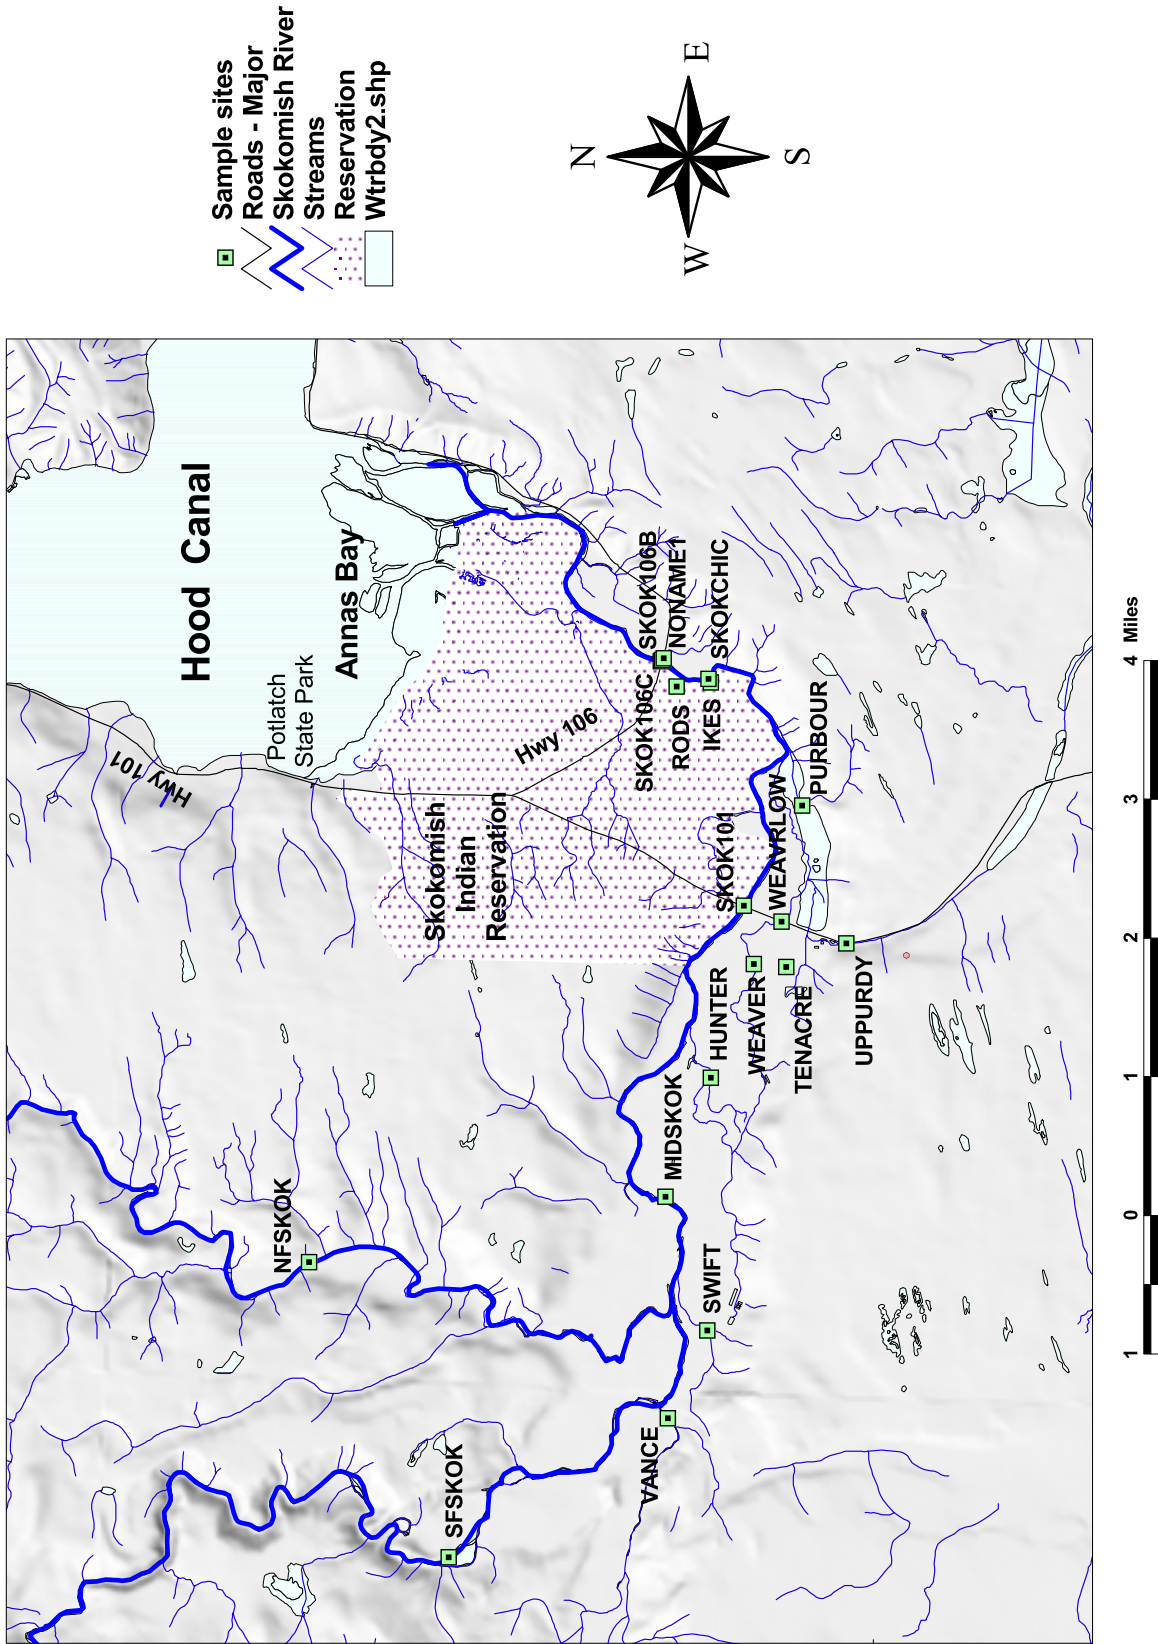 Sample sites
Roads - Major
Skokomish River
Streams
Reservation
Wtrbdy2.shp
N
E
S
W
Hood Canal
Annas Bay
Potlatch
State Park
Hwy 101
Hwy 106
Skokomish
Indian
Reservation
NFSKOK
SFSKOK
VANCE
SWIFT
MIDSKOK
HUNTER
WEAVER
TENACRE
UPPURDY
SKOK101
WEAVRLOW
PURBOUR
SKOK106C
RODS
IKES
SKOK106B
NONAME1
SKOKCHIC
1
0
1
2
3
4
Miles